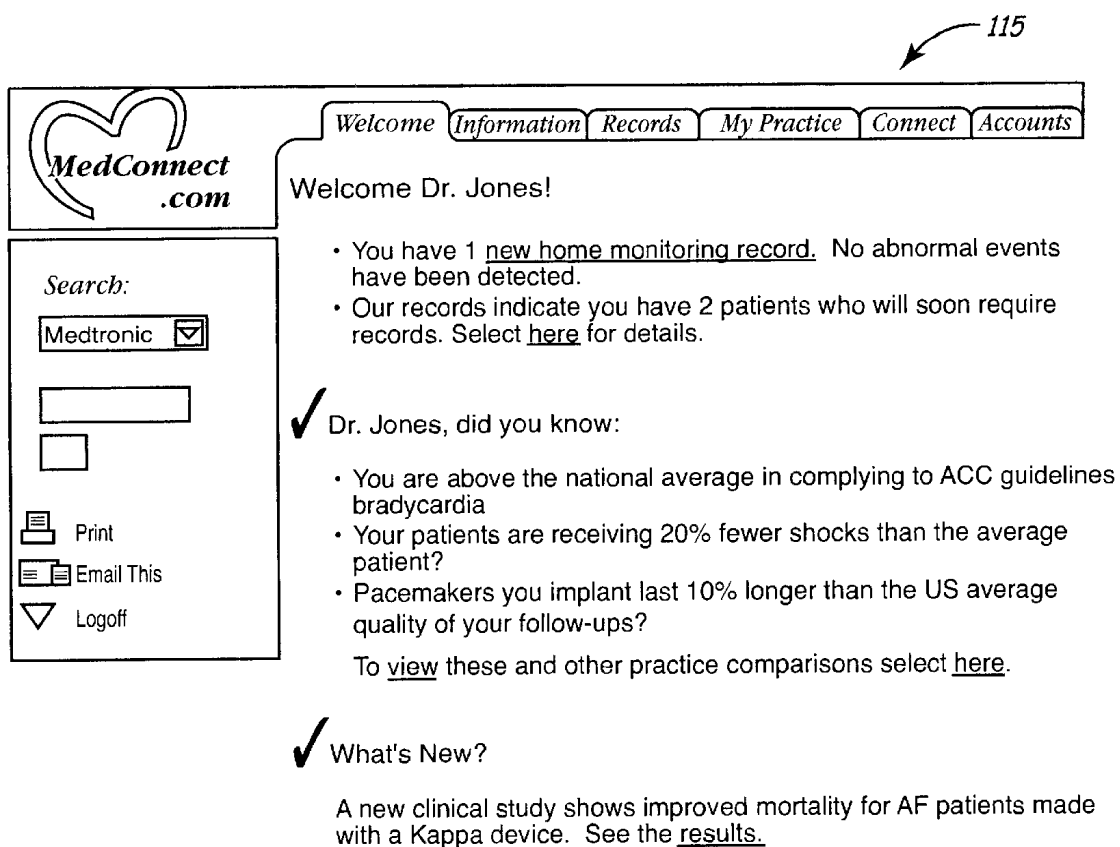 115
MedConnect
.com
Welcome Information Records My Practice Connect Accounts
Search:
Medtronic
Print
Email This
Logoff
Welcome Dr. Jones!
• You have 1 new home monitoring record. No abnormal events
have been detected.
• Our records indicate you have 2 patients who will soon require
records. Select here for details.
✓ Dr. Jones, did you know:
• You are above the national average in complying to ACC guidelines
bradycardia
• Your patients are receiving 20% fewer shocks than the average
patient?
• Pacemakers you implant last 10% longer than the US average
quality of your follow-ups?
To view these and other practice comparisons select here.
✓ What's New?
A new clinical study shows improved mortality for AF patients made
with a Kappa device. See the results.